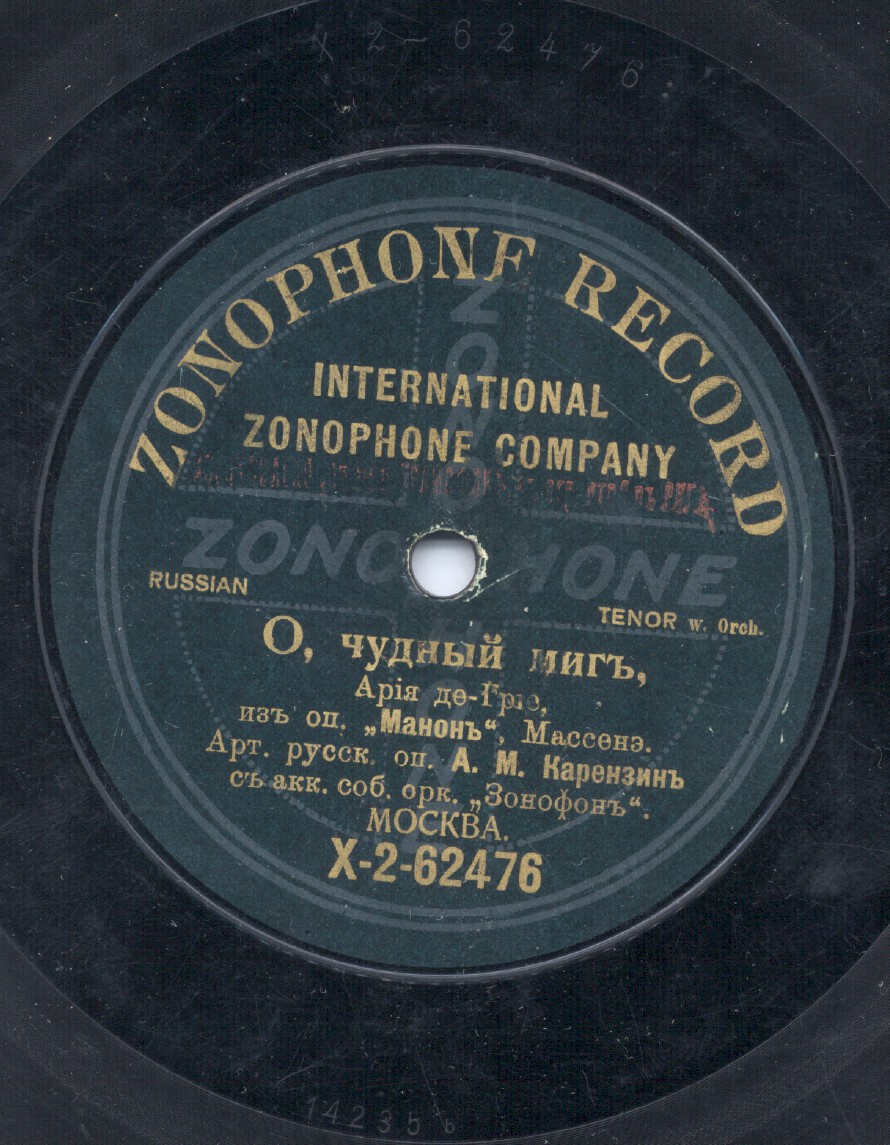 X 2-62476
ZONOPHONE RECORD
INTERNATIONAL
ZONOPHONE COMPANY
ZONOPHONE
ZONOPHONE
RUSSIAN
TENOR w. Orch.
О, чудный мигъ,
Арія де-Гріе,
изъ оп. „Манонъ“, Массенэ.
Арт. русск. оп. А. М. Карензинъ
съ акк. соб. орк. „Зонофонъ“.
МОСКВА.
X-2-62476
14235 b